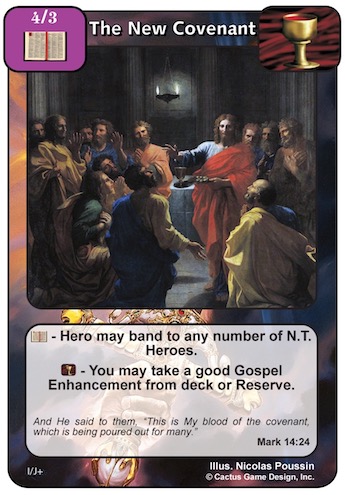 4/3
The New Covenant
- Hero may band to any number of N.T.
Heroes.
- You may take a good Gospel
Enhancement from deck or Reserve.
And He said to them, “This is My blood of the covenant,
which is being poured out for many.”
Mark 14:24
I/J+
Illus. Nicolas Poussin
© Cactus Game Design, Inc.